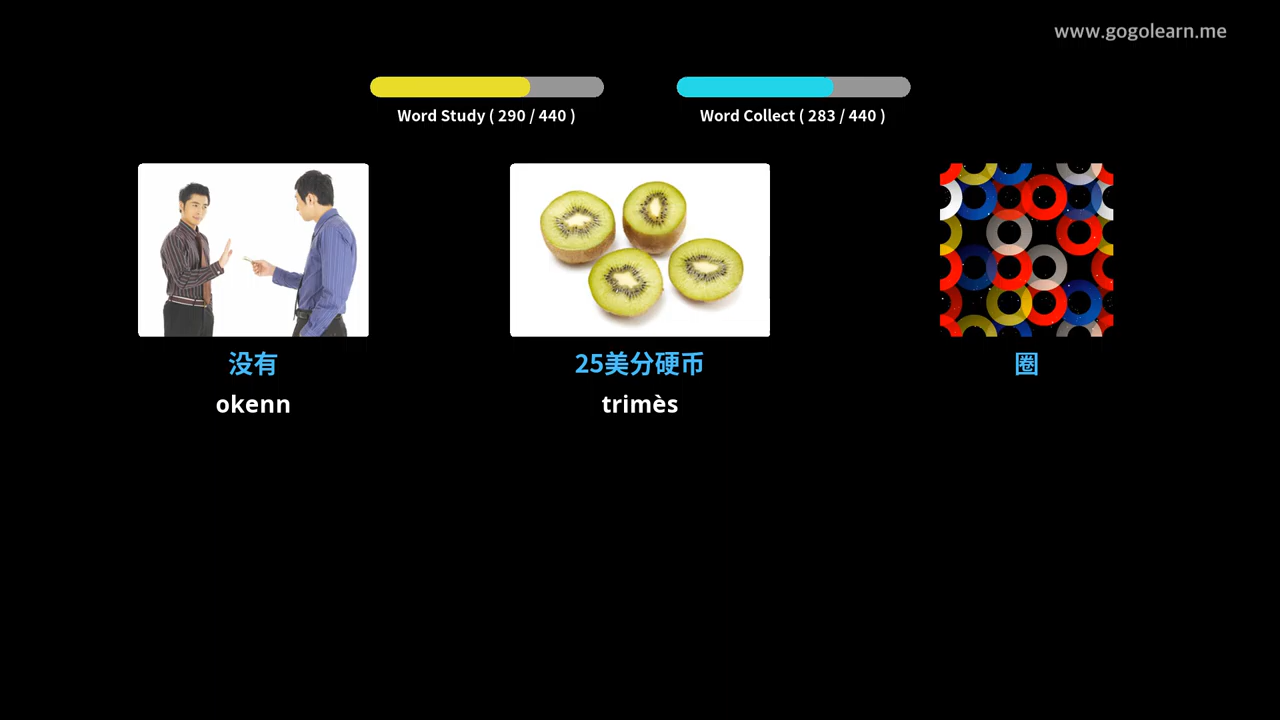 www.gogolearn.me
Word Study ( 290 / 440 )
Word Collect ( 283 / 440 )
没有
25美分硬币
圈
okenn
trimès